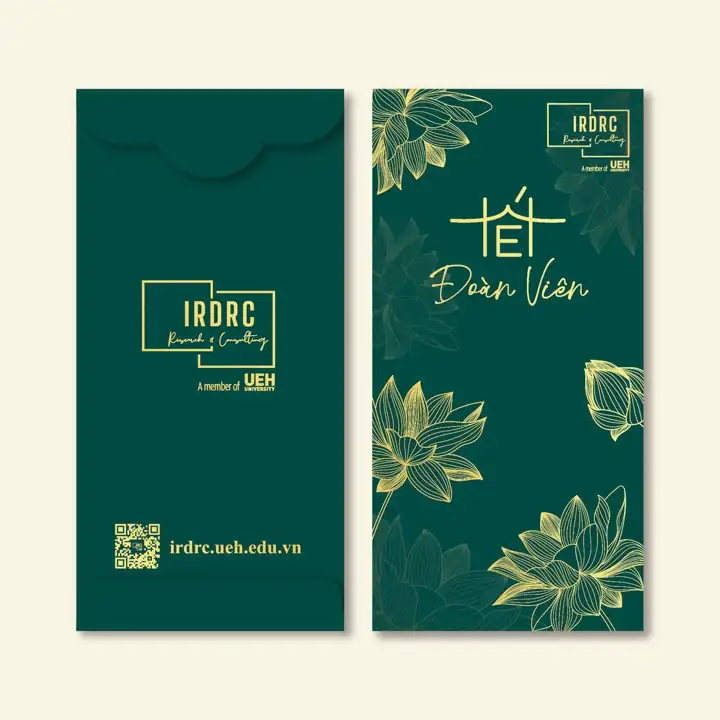 IRDRC
Research & Consulting
A member of UEH
UNIVERSITY
irdrc.ueh.edu.vn
IRDRC
Research & Consulting
A member of UEH
UNIVERSITY
TẾT
Đoàn Viên